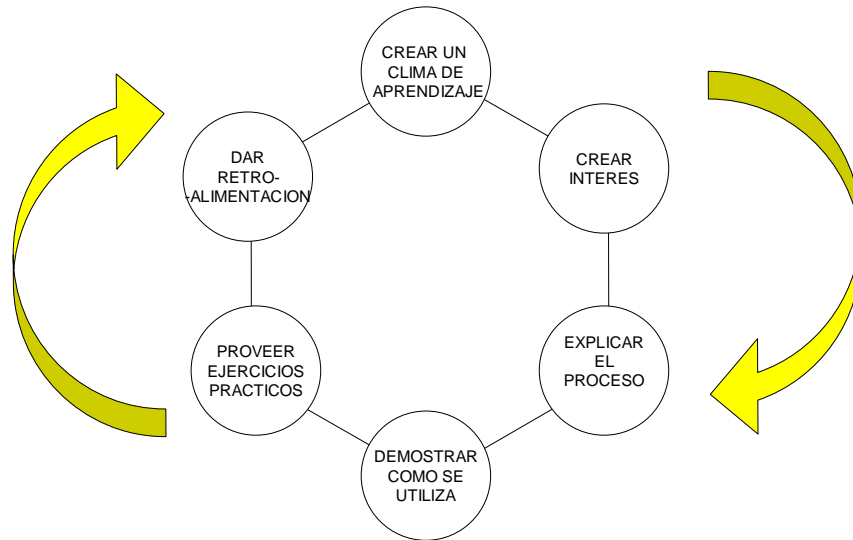 CREAR UN
CLIMA DE
APRENDIZAJE
CREAR
INTERES
EXPLICAR
EL
PROCESO
DEMOSTRAR
COMO SE
UTILIZA
PROVEER
EJERCICIOS
PRACTICOS
DAR
RETRO-
-ALIMENTACION